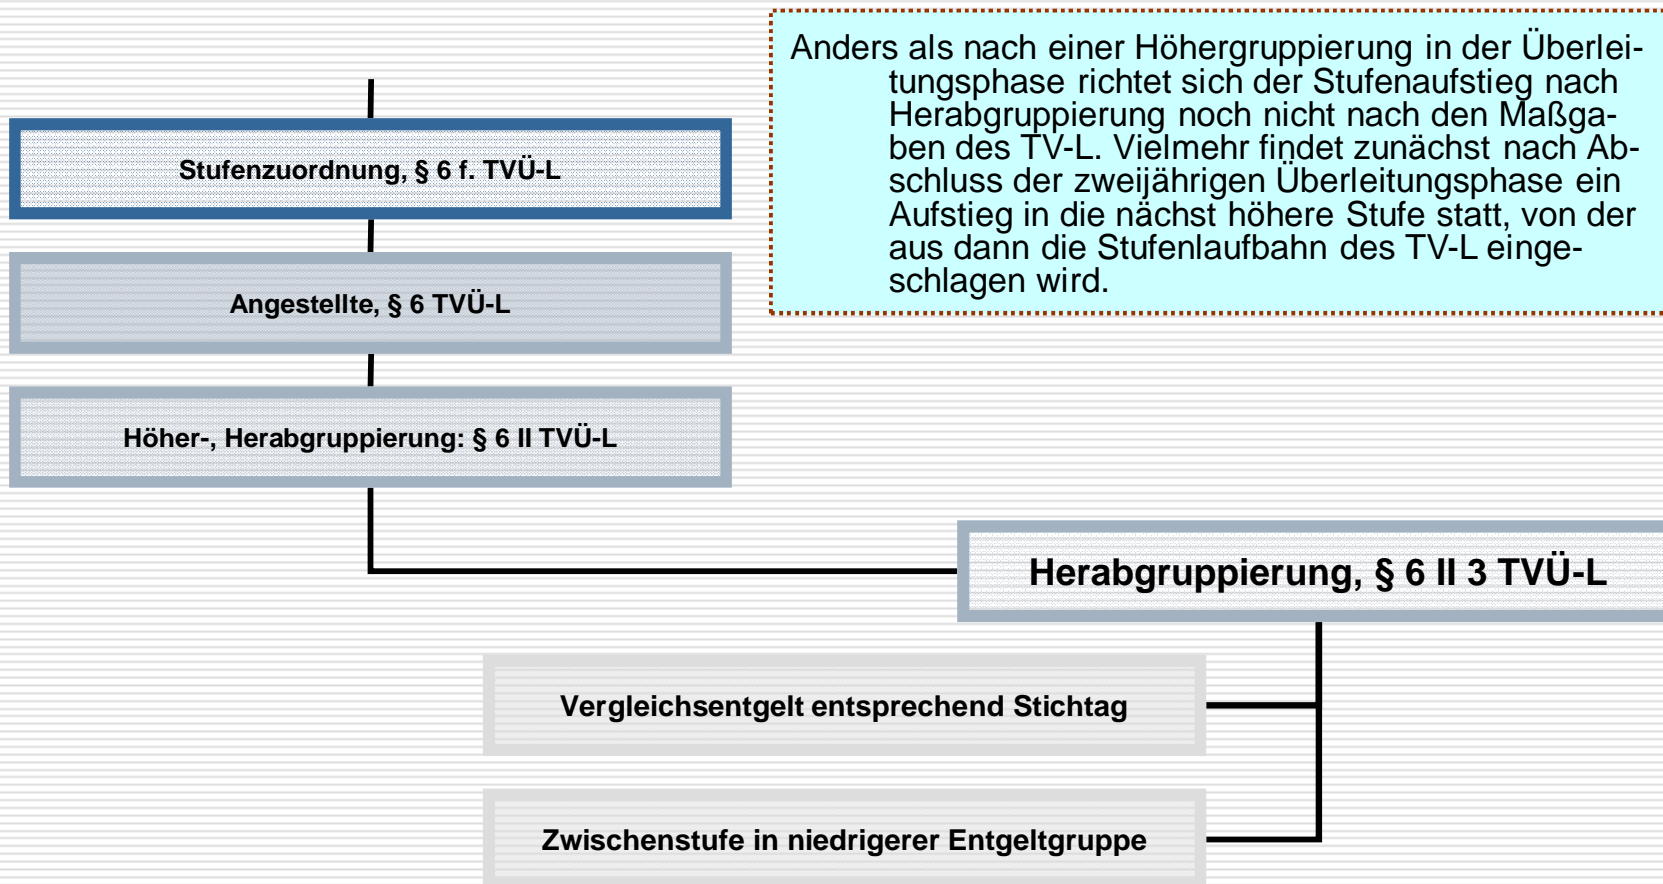 Anders als nach einer Höhergruppierung in der Überlei-
tungsphase richtet sich der Stufenaufstieg nach
Herabgruppierung noch nicht nach den Maßga-
ben des TV-L. Vielmehr findet zunächst nach Ab-
schluss der zweijährigen Überleitungsphase ein
Aufstieg in die nächst höhere Stufe statt, von der
aus dann die Stufenlaufbahn des TV-L einge-
schlagen wird.
Stufenzuordnung, § 6 f. TVÜ-L
Angestellte, § 6 TVÜ-L
Höher-, Herabgruppierung: § 6 II TVÜ-L
Herabgruppierung, § 6 II 3 TVÜ-L
Vergleichsentgelt entsprechend Stichtag
Zwischenstufe in niedrigerer Entgeltgruppe